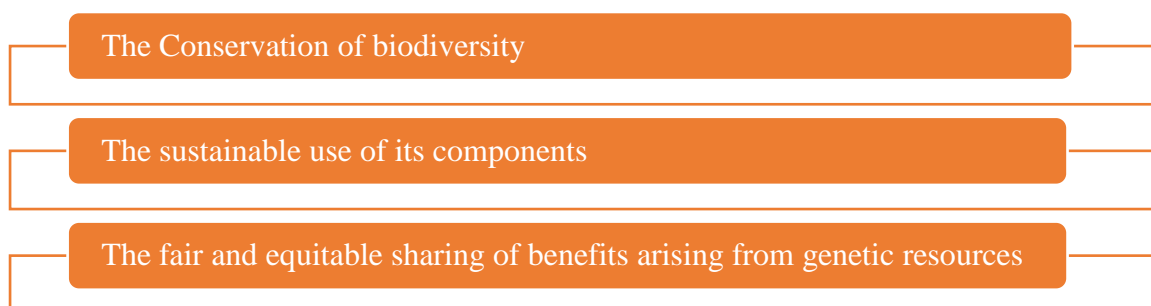 The Conservation of biodiversity
The sustainable use of its components
The fair and equitable sharing of benefits arising from genetic resources